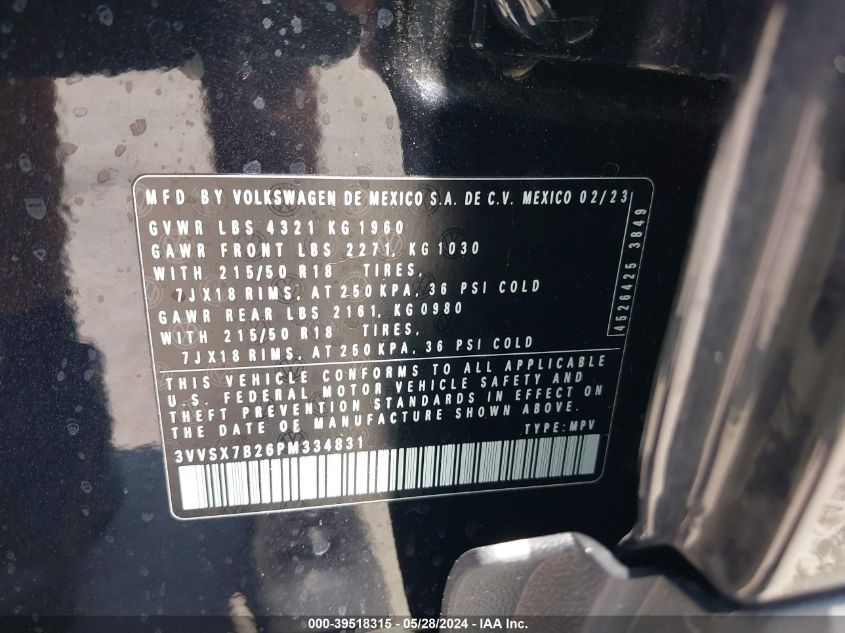 MFD BY VOLKSWAGEN DE MEXICO S.A. DE C.V. MEXICO 02/23
GVWR LBS 4321 KG 1960
GAWR FRONT LBS 2271, KG 1030
WITH 215/50 R18 TIRES,
7JX18 RIMS, AT 250 KPA, 36 PSI COLD
GAWR REAR LBS 2161, KG 0980
WITH 215/50 R18 TIRES,
7JX18 RIMS, AT 250 KPA, 36 PSI COLD
4526426 3849
THIS VEHICLE CONFORMS TO ALL APPLICABLE
U.S. FEDERAL MOTOR VEHICLE SAFETY AND
THEFT PREVENTION STANDARDS IN EFFECT ON
THE DATE OF MANUFACTURE SHOWN ABOVE.
3VVSX7B26PM334831 TYPE: MPV
000-39518315 - 05/28/2024 - IAA Inc.